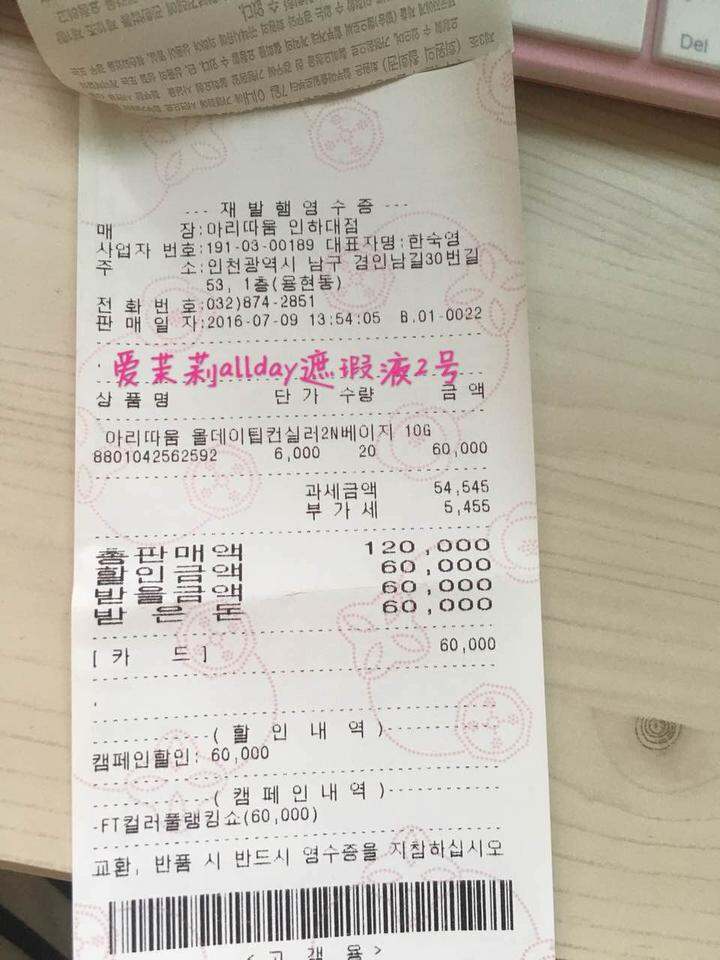 Del
--- 재 발 행 영 수 증 ---
매 장:아리따움 인하대점
사업자 번호:191-03-00189 대표자명:한숙영
주 소:인천광역시 남구 경인남길30번길
53, 1층(용현동)
전 화 번 호:032)874-2851
판 매 일 자:2016-07-09 13:54:05 B.01-0022
爱茉莉allday遮瑕液2号
상 품 명 단 가 수량 금 액
아리따움 올데이팁컨실러2N베이지 10G
8801042562592 6,000 20 60,000
과세금액 54,545
부 가 세 5,455
총판매액 120,000
할인금액 60,000
받을금액 60,000
받 은 돈 60,000
[ 카 드 ] 60,000
( 할 인 내 역 )
캠페인할인: 60,000
( 캠 페 인 내 역 )
-FT컬러풀랭킹쇼(60,000)
교환, 반품 시 반드시 영수증을 지참하십시오
< 고 객 용 >